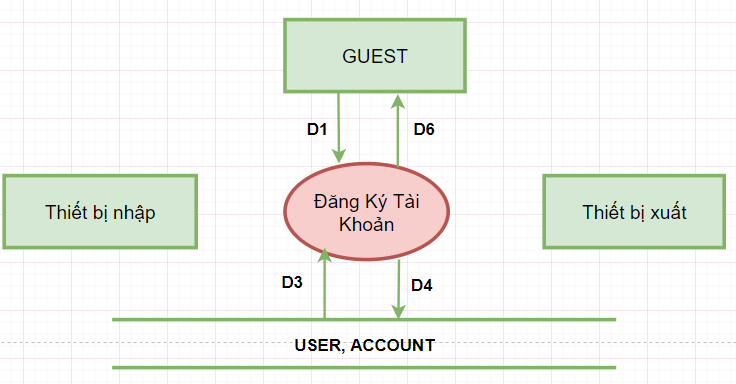 GUEST
D1
D6
Thiết bị nhập
Đăng Ký Tài
Khoản
Thiết bị xuất
D3
D4
USER, ACCOUNT